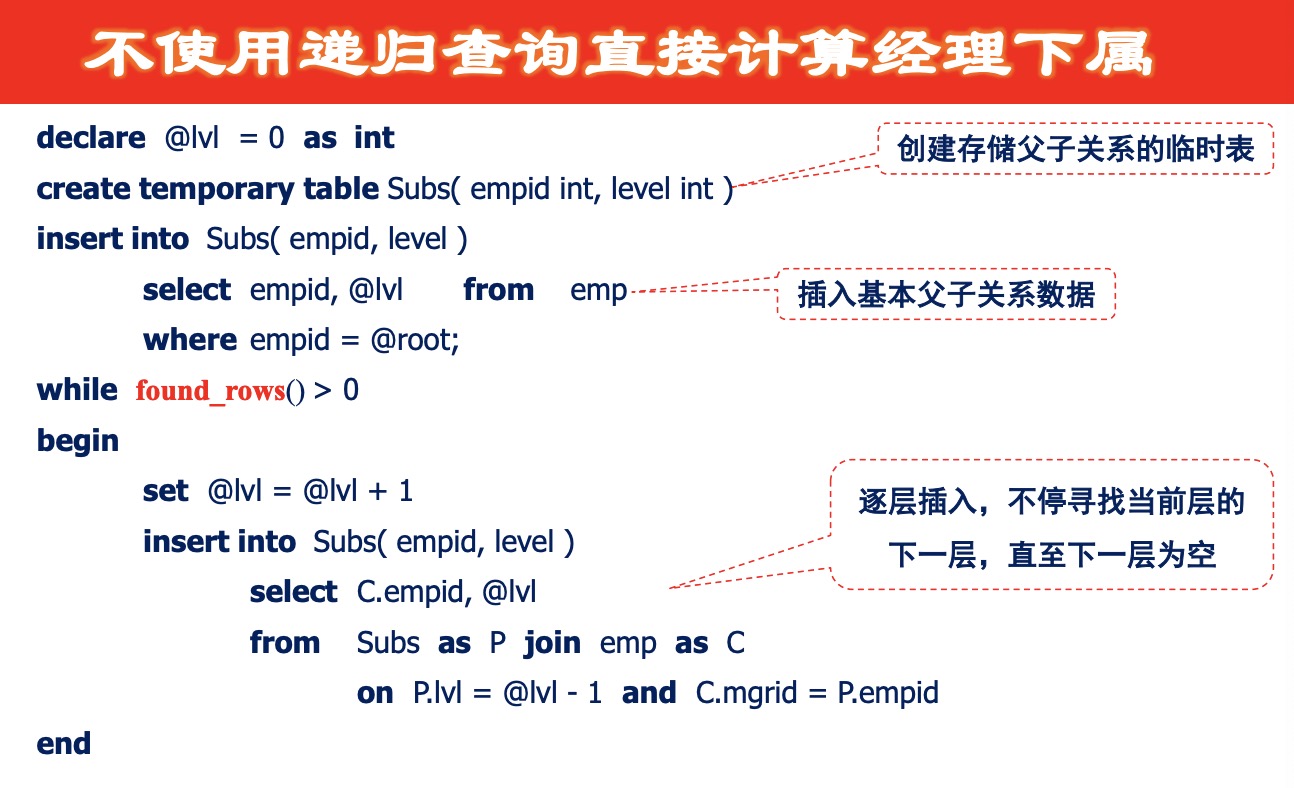 不使用递归查询直接计算经理下属
declare @lvl = 0 as int
创建存储父子关系的临时表
create temporary table Subs( empid int, level int )
insert into Subs( empid, level )
select empid, @lvl from emp
插入基本父子关系数据
where empid = @root;
while found_rows() > 0
begin
set @lvl = @lvl + 1
insert into Subs( empid, level )
逐层插入，不停寻找当前层的
下一层，直至下一层为空
select C.empid, @lvl
from Subs as P join emp as C
on P.lvl = @lvl - 1 and C.mgrid = P.empid
end